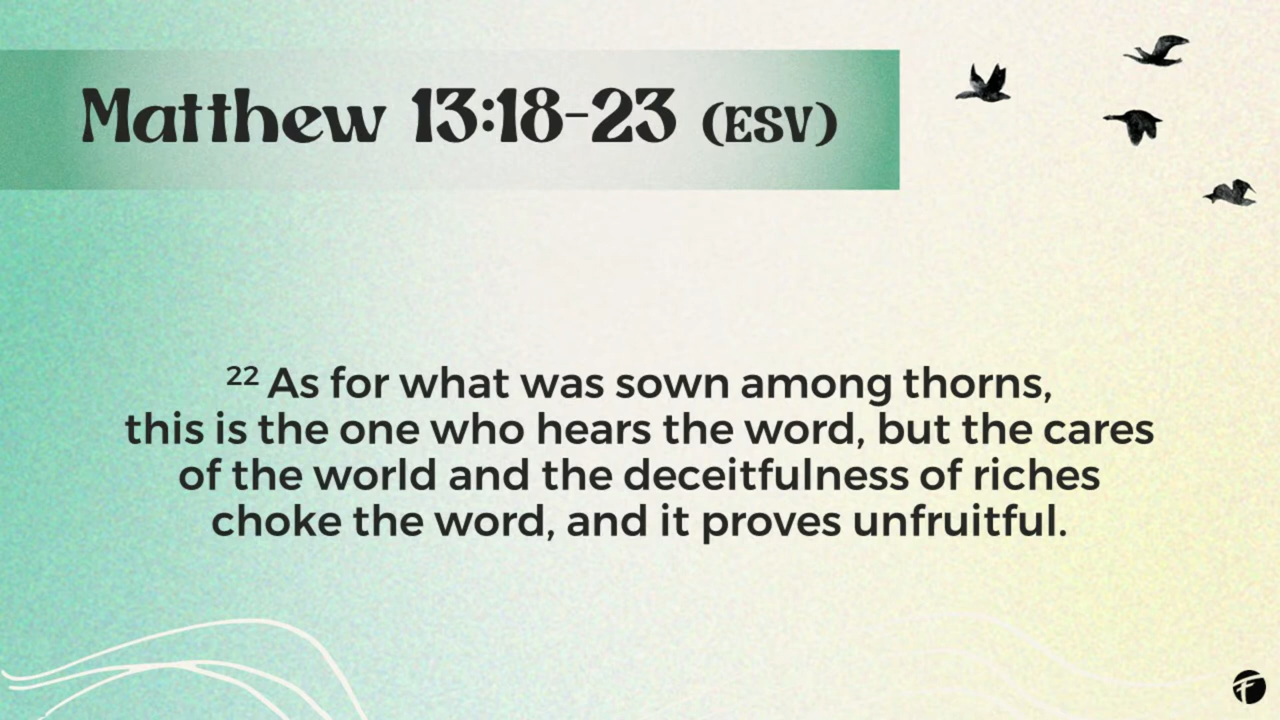 Matthew 13:18-23 (ESV)
22 As for what was sown among thorns,
this is the one who hears the word, but the cares
of the world and the deceitfulness of riches
choke the word, and it proves unfruitful.